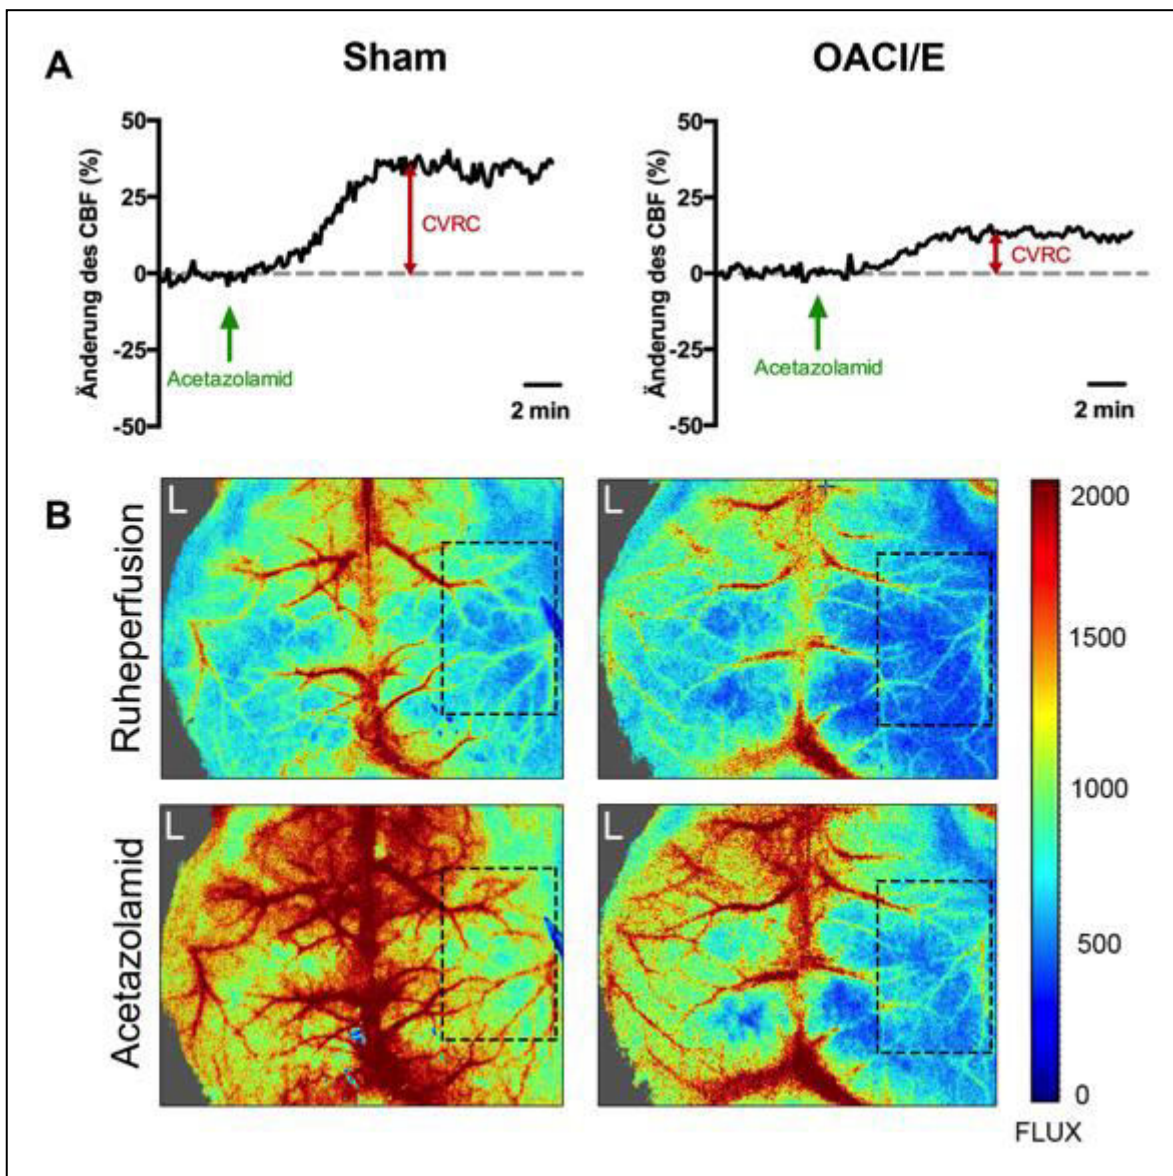 A
Sham
OACI/E
Änderung des CBF (%)
50
25
0
-25
-50
CVRC
Acetazolamid
2 min
Änderung des CBF (%)
50
25
0
-25
-50
CVRC
Acetazolamid
2 min
B
Ruheperfusion
L
L
Acetazolamid
L
L
2000
1500
1000
500
0
FLUX